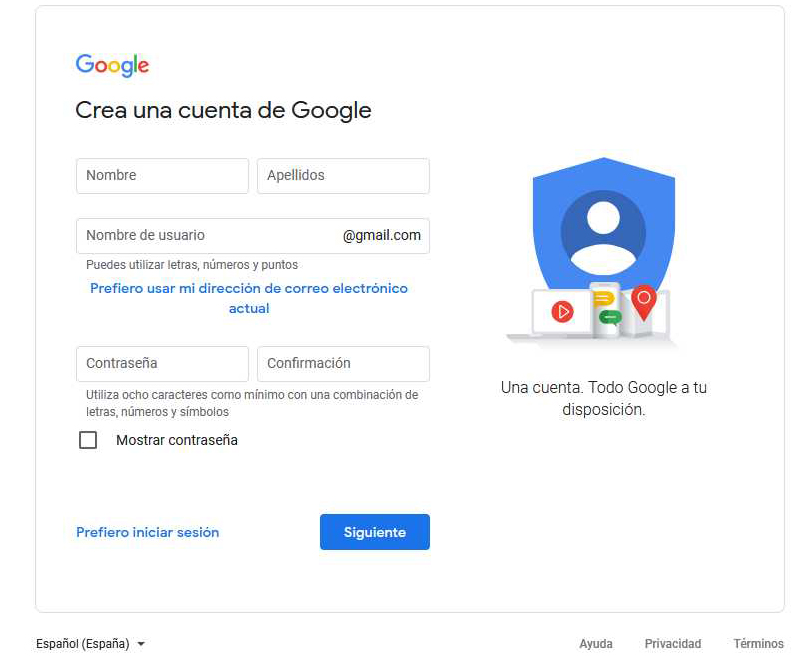 Google
Crea una cuenta de Google
Nombre
Apellidos
Nombre de usuario @gmail.com
Puedes utilizar letras, números y puntos
Prefiero usar mi dirección de correo electrónico
actual
Contraseña
Confirmación
Utiliza ocho caracteres como mínimo con una combinación de
letras, números y símbolos
Mostrar contraseña
Prefiero iniciar sesión
Siguiente
Una cuenta. Todo Google a tu
disposición.
Español (España)
Ayuda
Privacidad
Términos